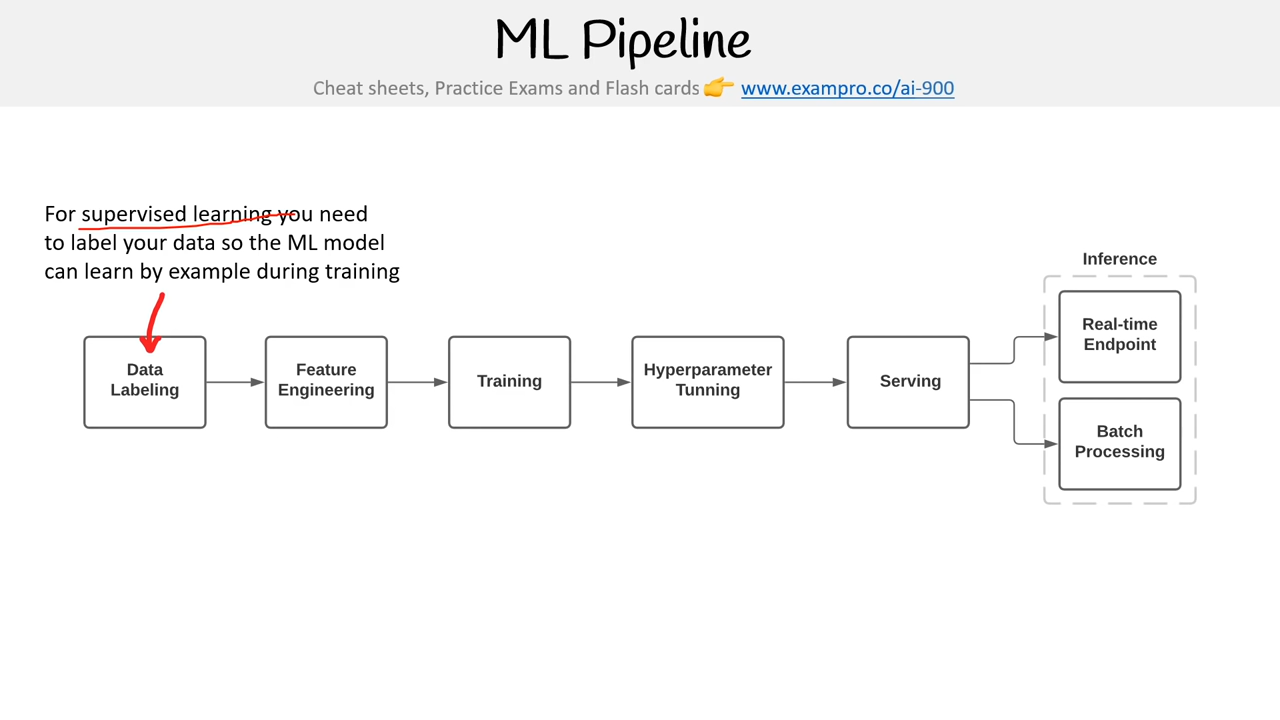 ML Pipeline
Cheat sheets, Practice Exams and Flash cards 👉 www.exampro.co/ai-900
For supervised learning you need
to label your data so the ML model
can learn by example during training
Data
Labeling
Feature
Engineering
Training
Hyperparameter
Tunning
Serving
Inference
Real-time
Endpoint
Batch
Processing